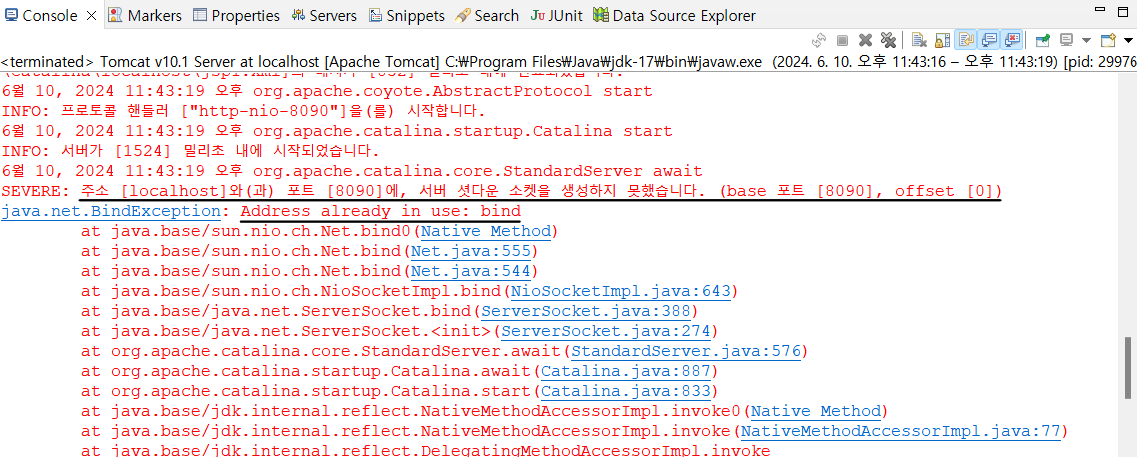 Console Markers Properties Servers Snippets Search JUnit Data Source Explorer
<terminated> Tomcat v10.1 Server at localhost [Apache Tomcat] C:₩Program Files₩Java₩jdk-17₩bin₩javaw.exe (2024. 6. 10. 오후 11:43:16 – 오후 11:43:19) [pid: 29976
6월 10, 2024 11:43:19 오후 org.apache.coyote.AbstractProtocol start
INFO: 프로토콜 핸들러 ["http-nio-8090"]을(를) 시작합니다.
6월 10, 2024 11:43:19 오후 org.apache.catalina.startup.Catalina start
INFO: 서버가 [1524] 밀리초 내에 시작되었습니다.
6월 10, 2024 11:43:19 오후 org.apache.catalina.core.StandardServer await
SEVERE: 주소 [localhost]와(과) 포트 [8090]에, 서버 셧다운 소켓을 생성하지 못했습니다. (base 포트 [8090], offset [0])
java.net.BindException: Address already in use: bind
at java.base/sun.nio.ch.Net.bind0(Native Method)
at java.base/sun.nio.ch.Net.bind(Net.java:555)
at java.base/sun.nio.ch.Net.bind(Net.java:544)
at java.base/sun.nio.ch.NioSocketImpl.bind(NioSocketImpl.java:643)
at java.base/java.net.ServerSocket.bind(ServerSocket.java:388)
at java.base/java.net.ServerSocket.<init>(ServerSocket.java:274)
at org.apache.catalina.core.StandardServer.await(StandardServer.java:576)
at org.apache.catalina.startup.Catalina.await(Catalina.java:887)
at org.apache.catalina.startup.Catalina.start(Catalina.java:833)
at java.base/jdk.internal.reflect.NativeMethodAccessorImpl.invoke0(Native Method)
at java.base/jdk.internal.reflect.NativeMethodAccessorImpl.invoke(NativeMethodAccessorImpl.java:77)
at java.base/jdk.internal.reflect.DelegatingMethodAccessorImpl.invoke